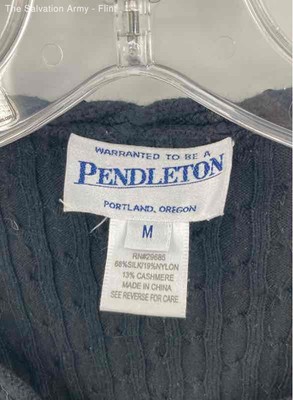 The Salvation Army - Flint
WARRANTED TO BE A
PENDLETON
PORTLAND, OREGON
M
RN#29685
68%SILK/19%NYLON
13% CASHMERE
MADE IN CHINA
SEE REVERSE FOR CARE